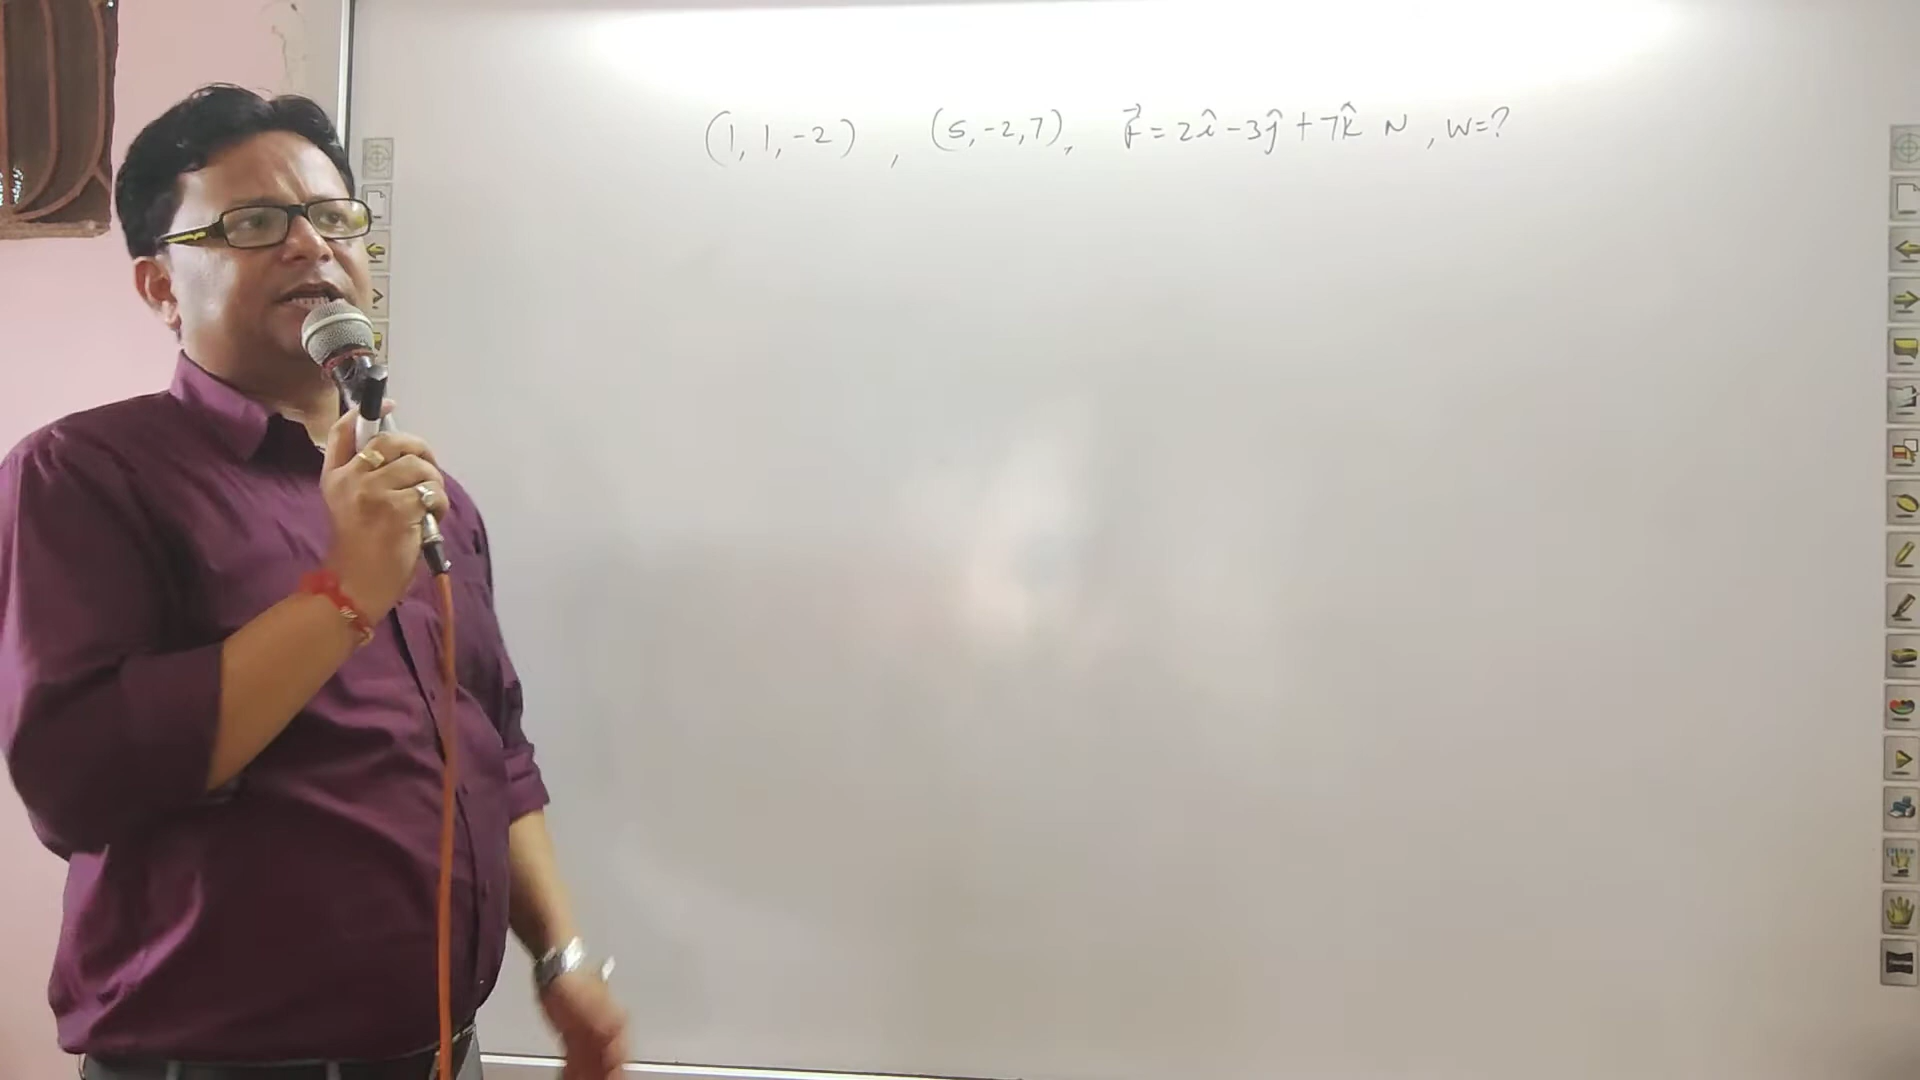 (1, 1, -2) , (5, -2, 7), F⃗ = 2î - 3ĵ + 7k̂ N , W=?